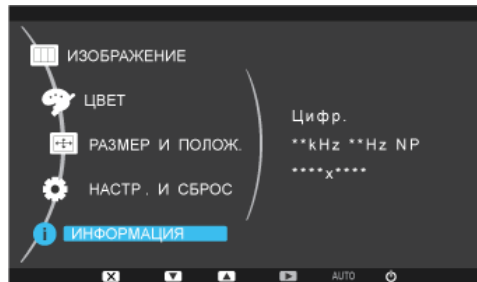 ИЗОБРАЖЕНИЕ
ЦВЕТ
РАЗМЕР И ПОЛОЖ.
НАСТР. И СБРОС
ИНФОРМАЦИЯ
Цифр.
**kHz **Hz NP
****x****
AUTO